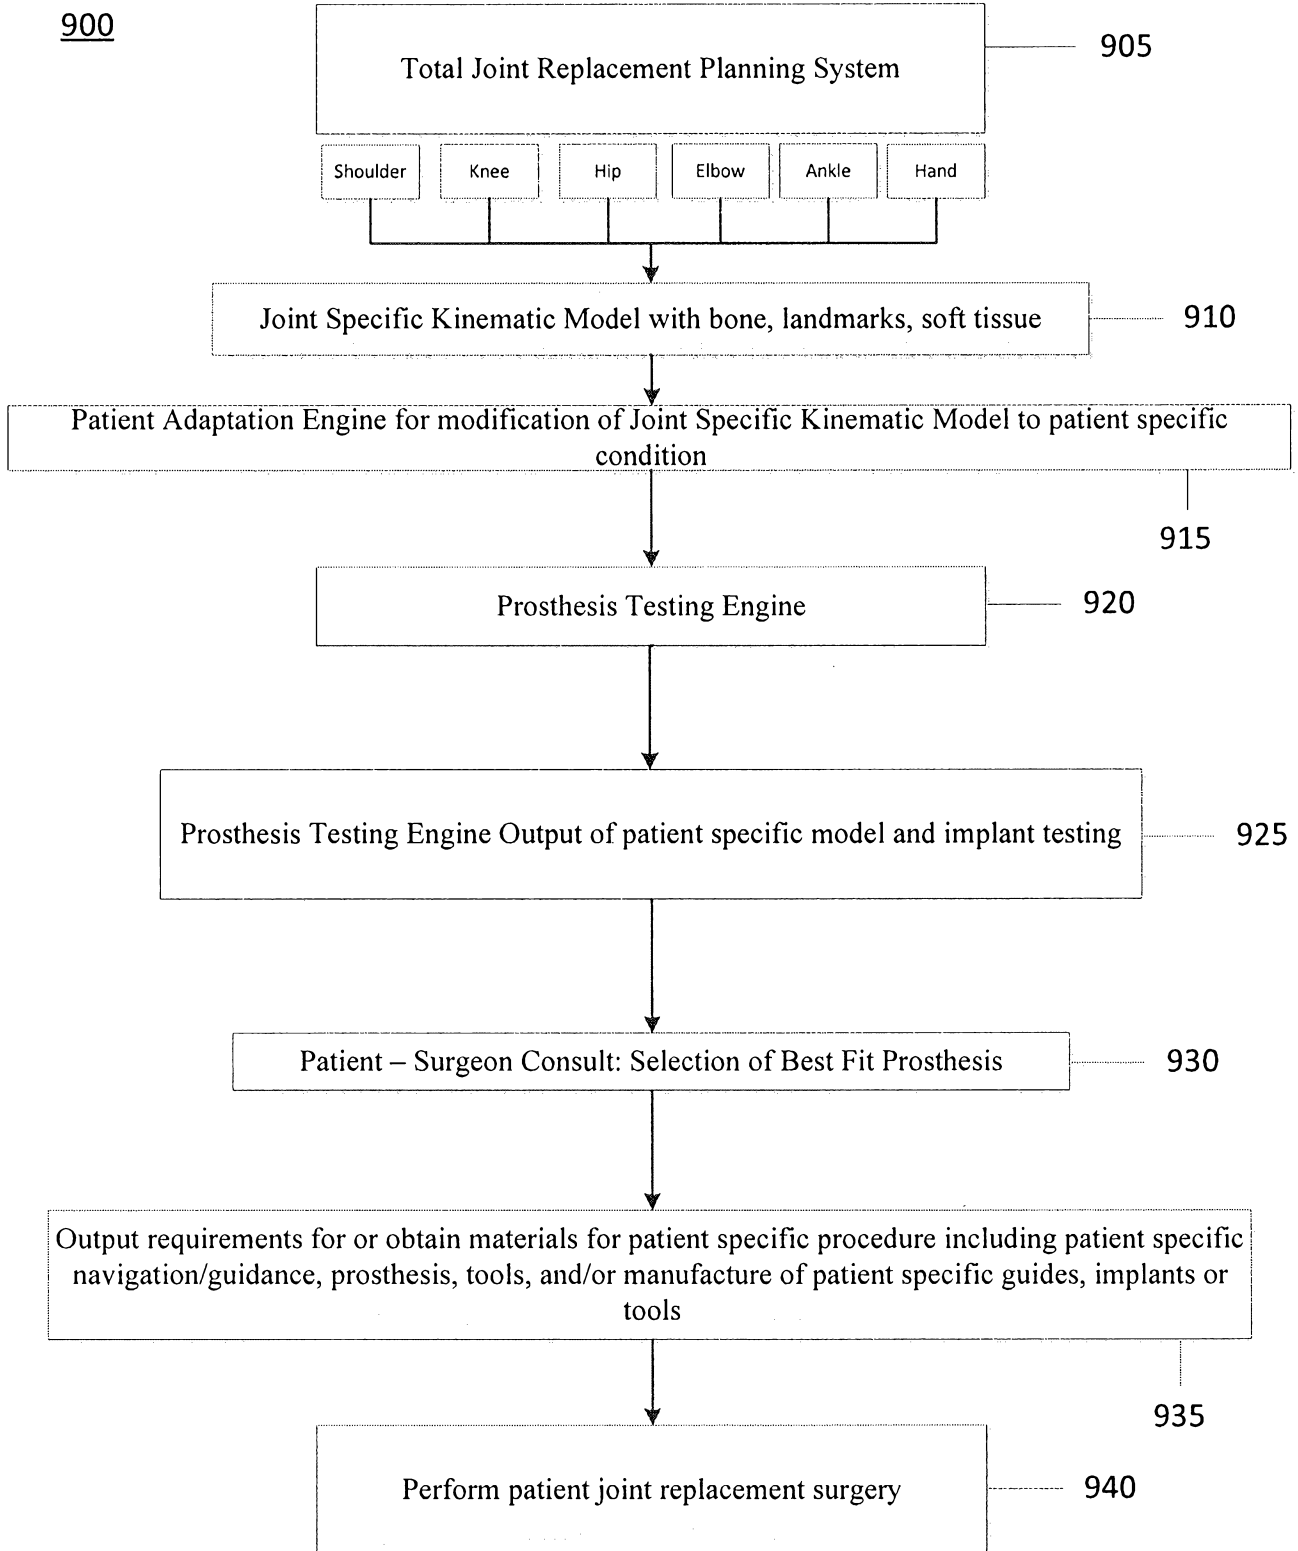 900
Total Joint Replacement Planning System
905
Shoulder
Knee
Hip
Elbow
Ankle
Hand
Joint Specific Kinematic Model with bone, landmarks, soft tissue
910
Patient Adaptation Engine for modification of Joint Specific Kinematic Model to patient specific
condition
915
Prosthesis Testing Engine
920
Prosthesis Testing Engine Output of patient specific model and implant testing
925
Patient – Surgeon Consult: Selection of Best Fit Prosthesis
930
Output requirements for or obtain materials for patient specific procedure including patient specific
navigation/guidance, prosthesis, tools, and/or manufacture of patient specific guides, implants or
tools
935
Perform patient joint replacement surgery
940